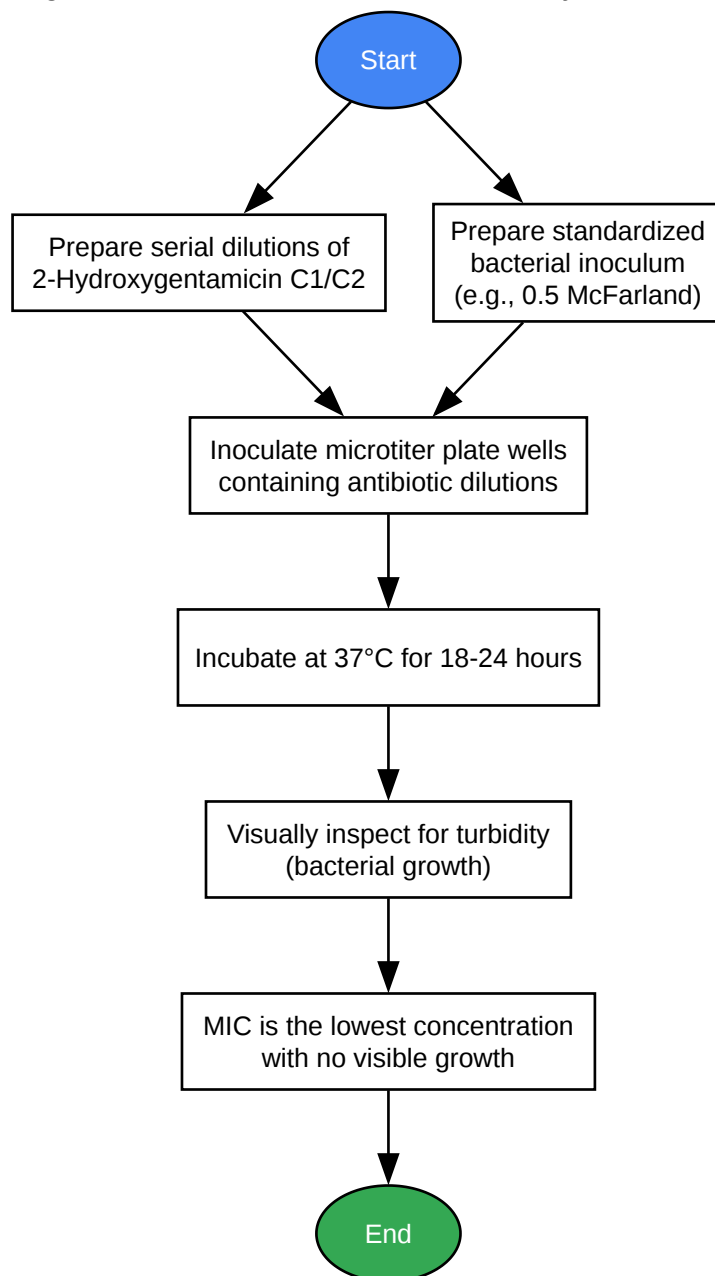 Start
Prepare serial dilutions of
2-Hydroxygentamicin C1/C2
Prepare standardized
bacterial inoculum
(e.g., 0.5 McFarland)
Inoculate microtiter plate wells
containing antibiotic dilutions
Incubate at 37°C for 18-24 hours
Visually inspect for turbidity
(bacterial growth)
MIC is the lowest concentration
with no visible growth
End